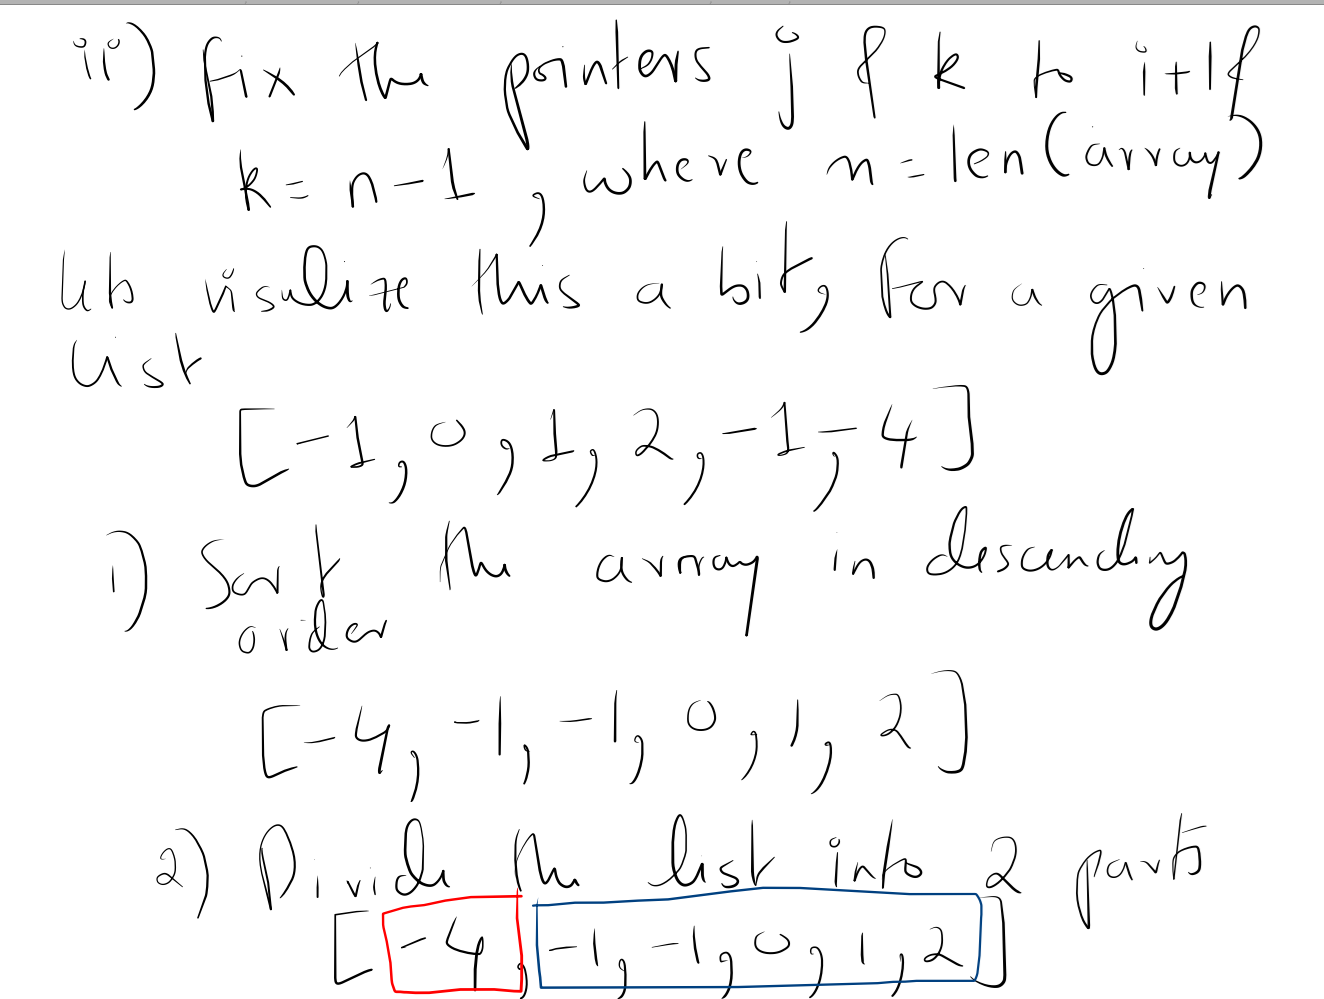 ii) fix the pointers j & k to i+1 &
k = n-1, where n = len(array)
lets visulize this a bit, for a given
list
[-1, 0, 1, 2, -1, -4]
1) Sort the array in descending
order
[-4, -1, -1, 0, 1, 2]
2) Divide the list into 2 parts
[-4, -1, -1, 0, 1, 2]